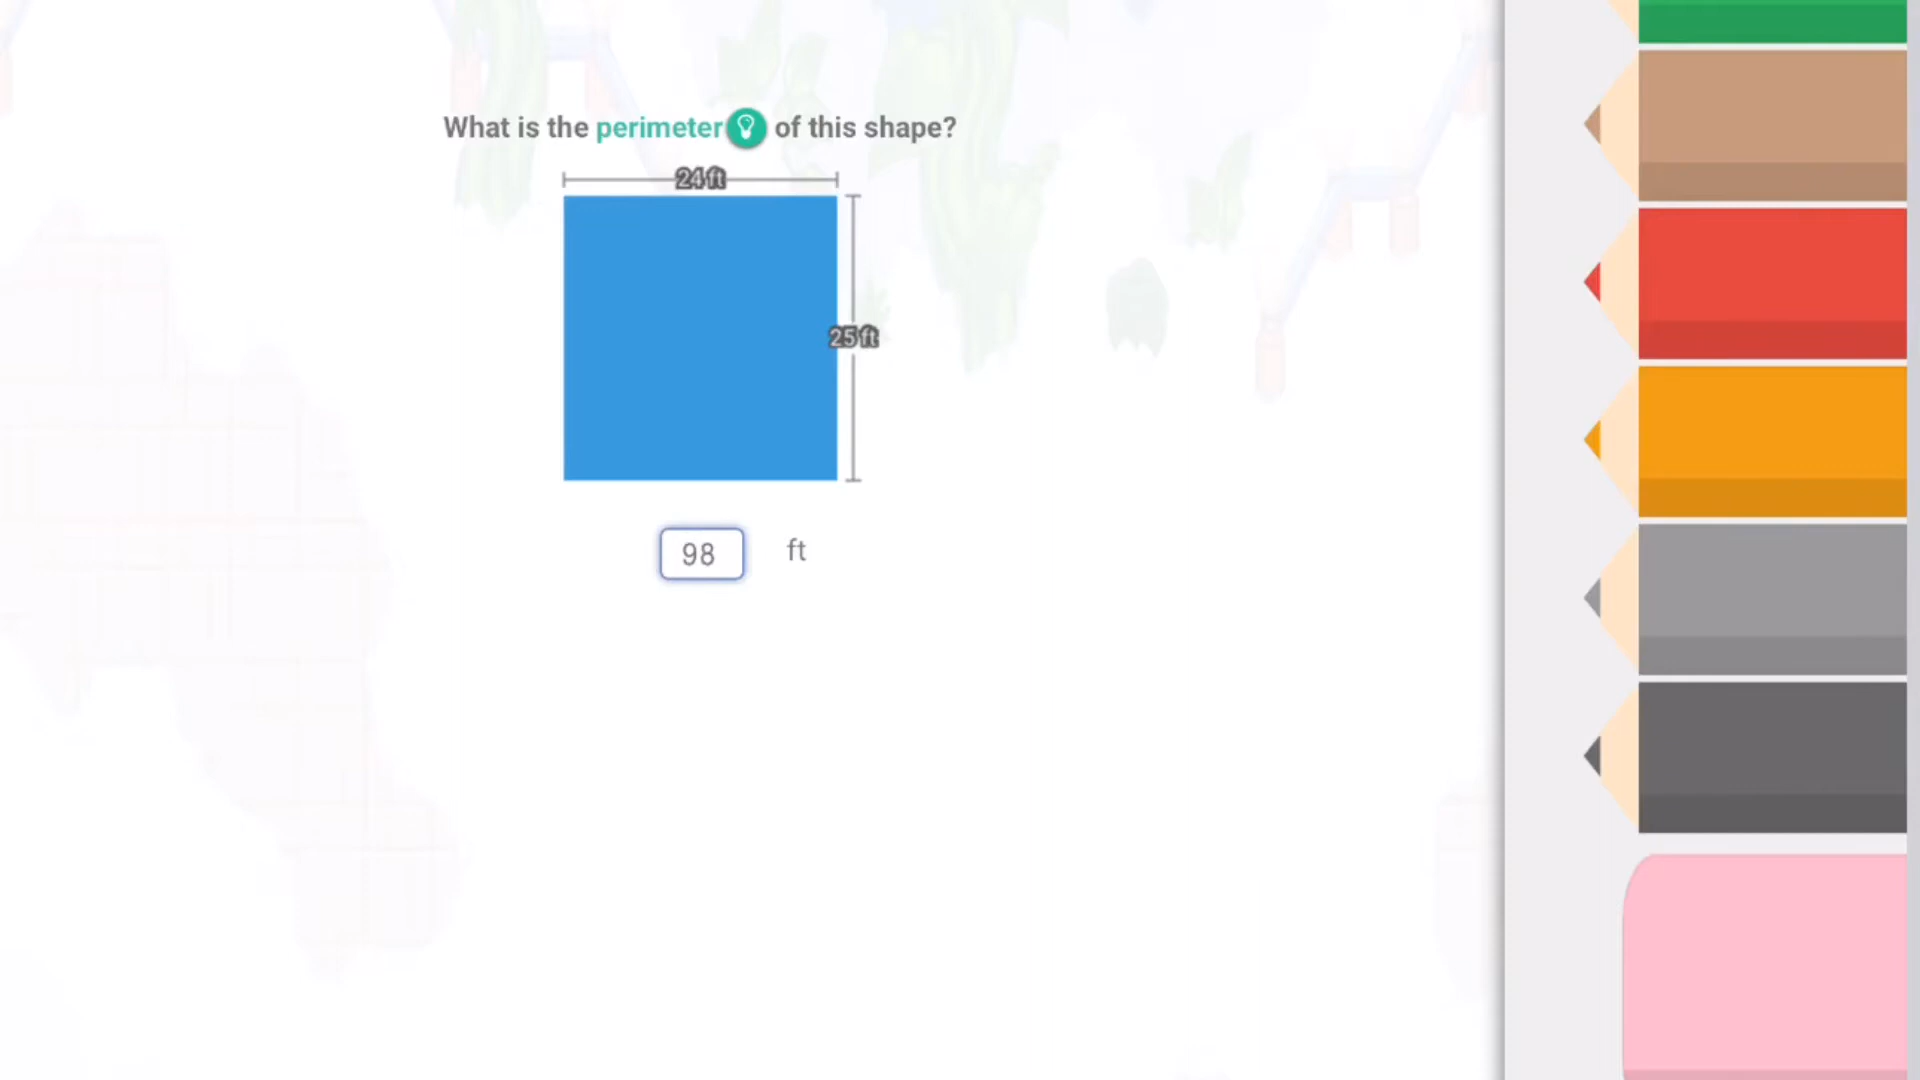 What is the perimeter of this shape?
24 ft
25 ft
98 ft